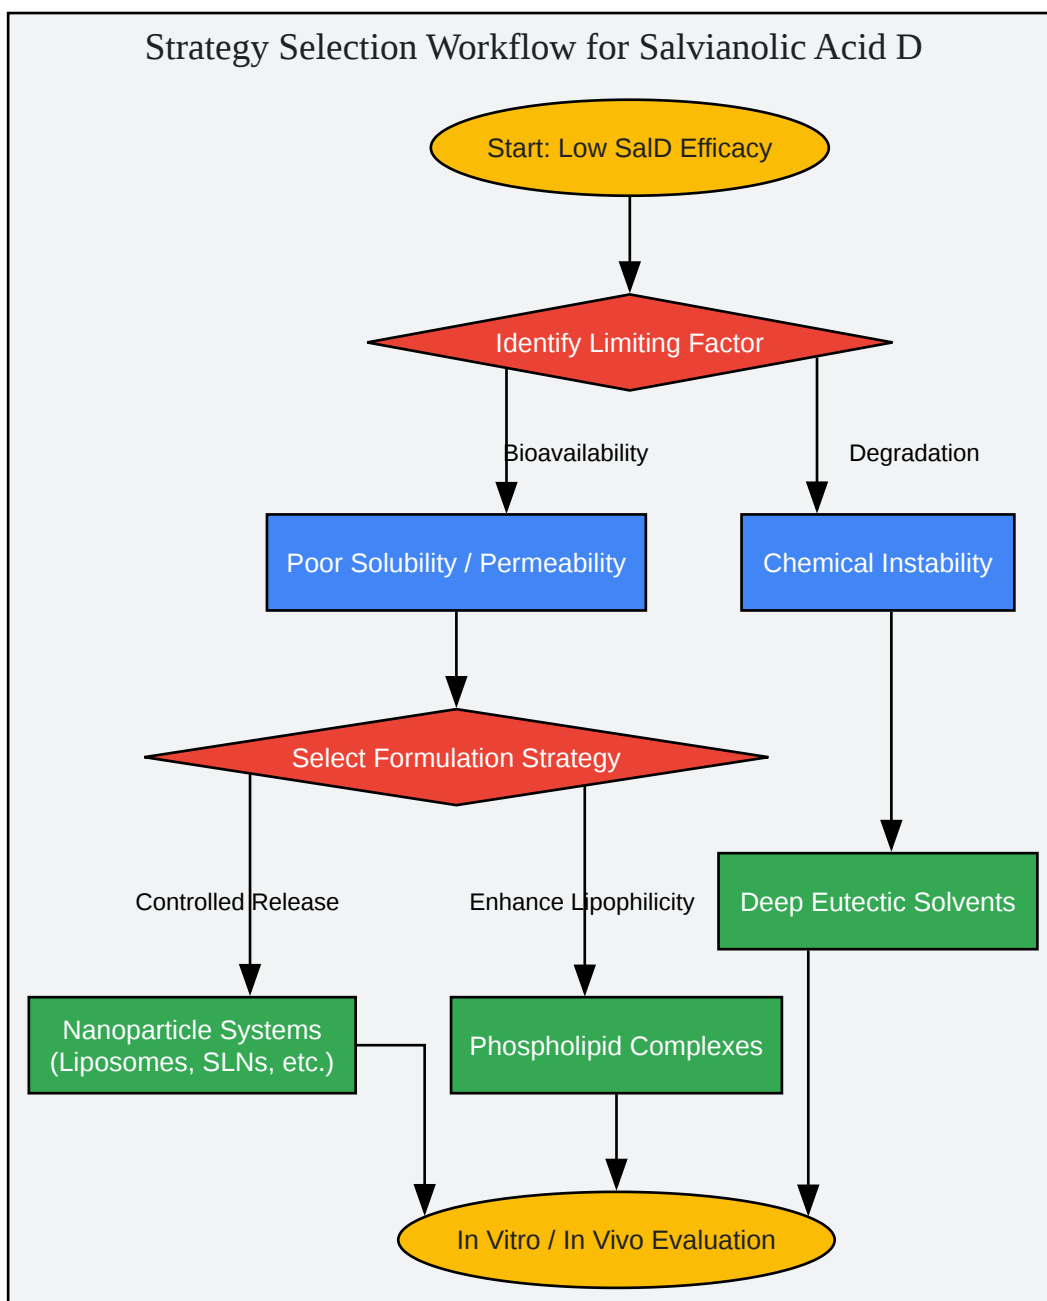 Strategy Selection Workflow for Salvianolic Acid D
Start: Low SalD Efficacy
Identify Limiting Factor
Bioavailability
Degradation
Poor Solubility / Permeability
Chemical Instability
Select Formulation Strategy
Controlled Release
Enhance Lipophilicity
Deep Eutectic Solvents
Nanoparticle Systems
(Liposomes, SLNs, etc.)
Phospholipid Complexes
In Vitro / In Vivo Evaluation